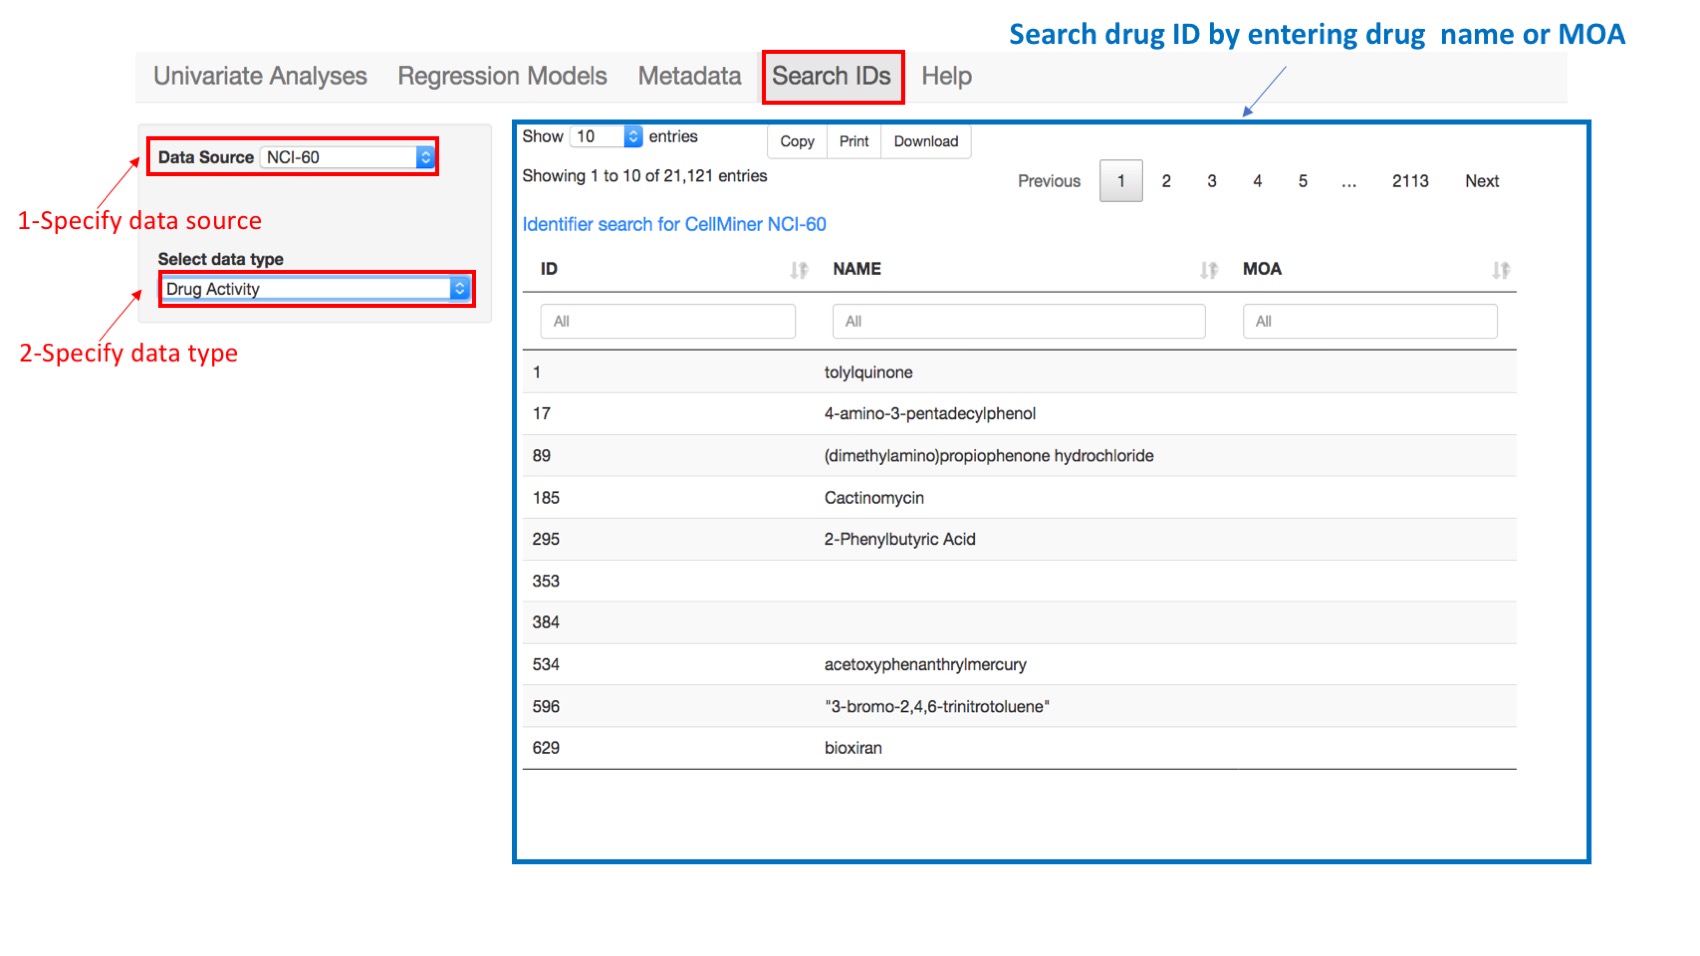 Search drug ID by entering drug  name or MOA
Univariate Analyses Regression Models Metadata Search IDs Help
Data Source NCI-60
1-Specify data source
Select data type
Drug Activity
2-Specify data type
Show 10 entries Copy Print Download
Showing 1 to 10 of 21,121 entries
Previous 1 2 3 4 5 ... 2113 Next
Identifier search for CellMiner NCI-60
ID NAME MOA
All All All
1 tolylquinone
17 4-amino-3-pentadecylphenol
89 (dimethylamino)propiophenone hydrochloride
185 Cactinomycin
295 2-Phenylbutyric Acid
353
384
534 acetoxyphenanthrylmercury
596 "3-bromo-2,4,6-trinitrotoluene"
629 bioxiran